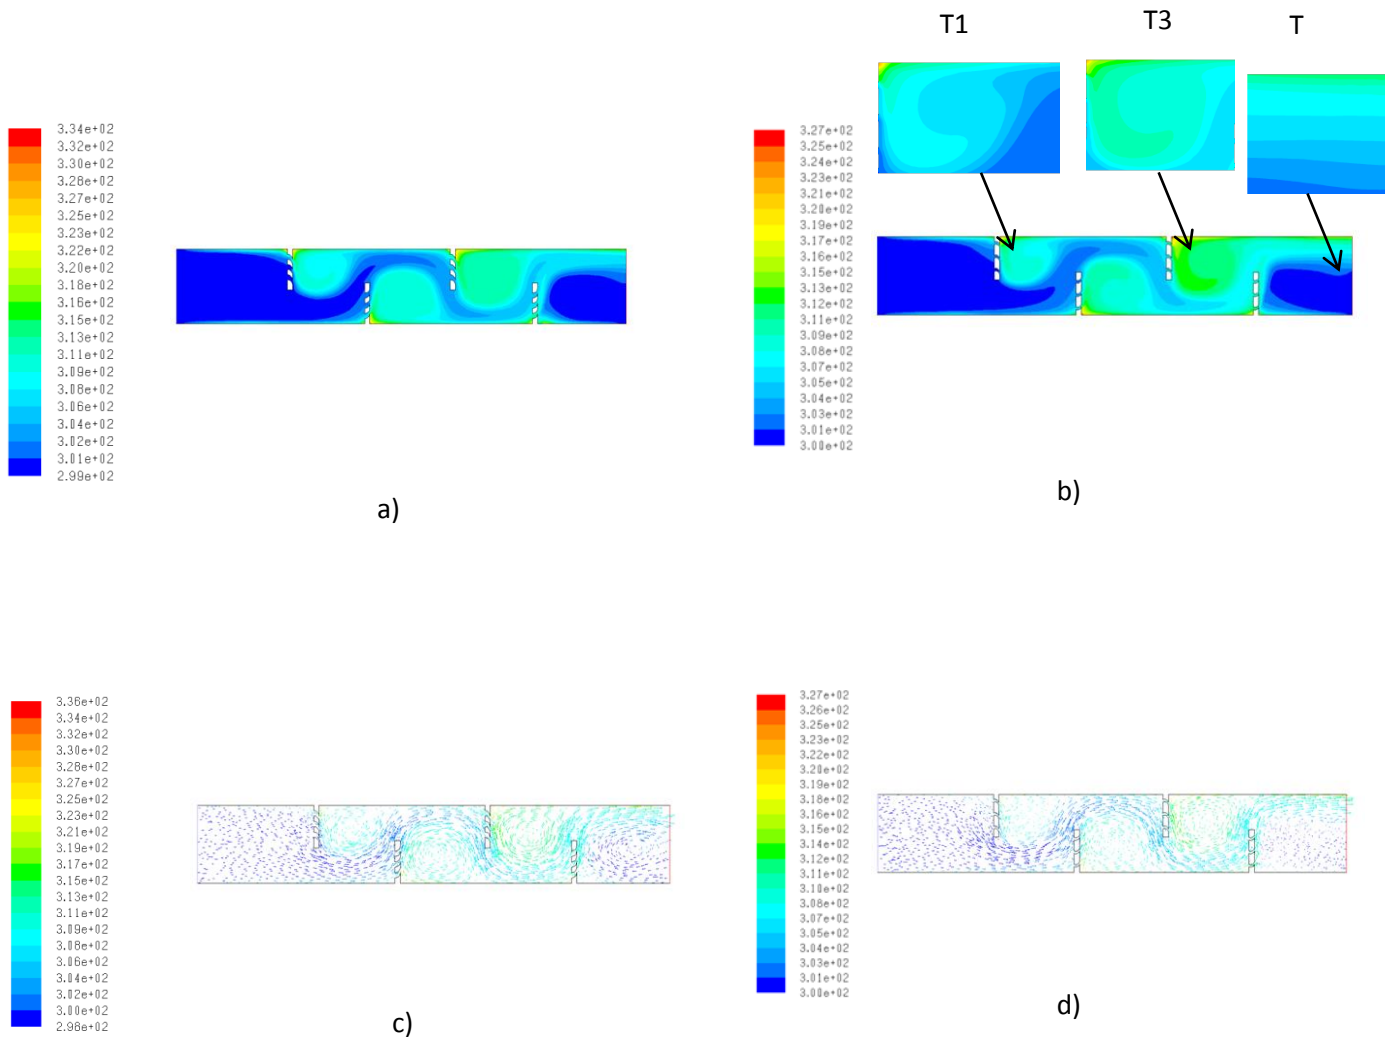 T1
T3
T
3.34e+02
3.32e+02
3.30e+02
3.28e+02
3.27e+02
3.25e+02
3.23e+02
3.22e+02
3.20e+02
3.18e+02
3.16e+02
3.15e+02
3.13e+02
3.11e+02
3.09e+02
3.08e+02
3.06e+02
3.04e+02
3.02e+02
3.01e+02
2.99e+02
a)
3.27e+02
3.25e+02
3.24e+02
3.23e+02
3.21e+02
3.20e+02
3.19e+02
3.17e+02
3.16e+02
3.15e+02
3.13e+02
3.12e+02
3.11e+02
3.09e+02
3.08e+02
3.07e+02
3.05e+02
3.04e+02
3.03e+02
3.01e+02
3.00e+02
b)
3.36e+02
3.34e+02
3.32e+02
3.30e+02
3.28e+02
3.27e+02
3.25e+02
3.23e+02
3.21e+02
3.19e+02
3.17e+02
3.15e+02
3.13e+02
3.11e+02
3.09e+02
3.08e+02
3.06e+02
3.04e+02
3.02e+02
3.00e+02
2.98e+02
c)
3.27e+02
3.26e+02
3.25e+02
3.23e+02
3.22e+02
3.20e+02
3.19e+02
3.18e+02
3.16e+02
3.15e+02
3.14e+02
3.12e+02
3.11e+02
3.10e+02
3.08e+02
3.07e+02
3.05e+02
3.04e+02
3.03e+02
3.01e+02
3.00e+02
d)